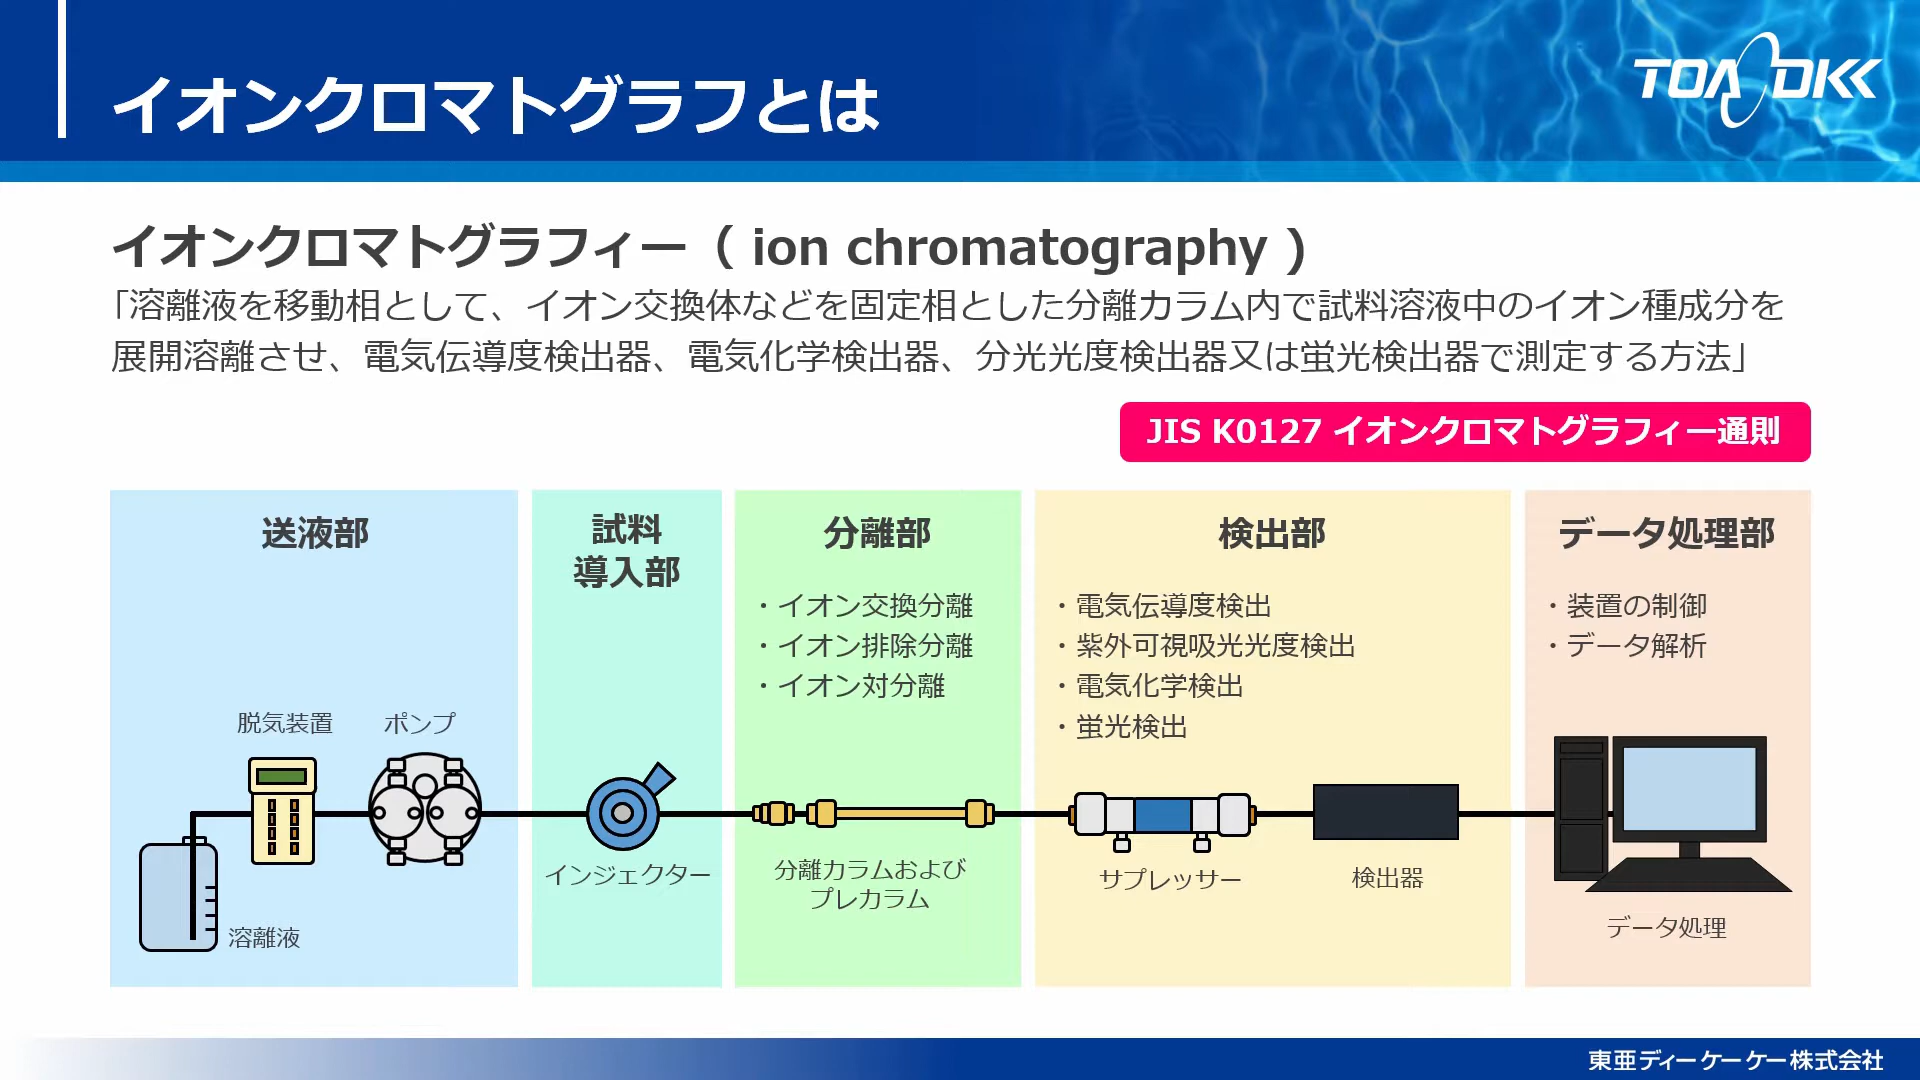 イオンクロマトグラフとは
TOA DKK
イオンクロマトグラフィー（ ion chromatography ）
「溶離液を移動相として、イオン交換体などを固定相とした分離カラム内で試料溶液中のイオン種成分を
展開溶離させ、電気伝導度検出器、電気化学検出器、分光光度検出器又は蛍光検出器で測定する方法」
JIS K0127 イオンクロマトグラフィー通則
送液部
脱気装置
ポンプ
溶離液
試料
導入部
インジェクター
分離部
・イオン交換分離
・イオン排除分離
・イオン対分離
分離カラムおよび
プレカラム
検出部
・電気伝導度検出
・紫外可視吸光光度検出
・電気化学検出
・蛍光検出
サプレッサー
検出器
データ処理部
・装置の制御
・データ解析
データ処理
東亜ディーケーケー株式会社